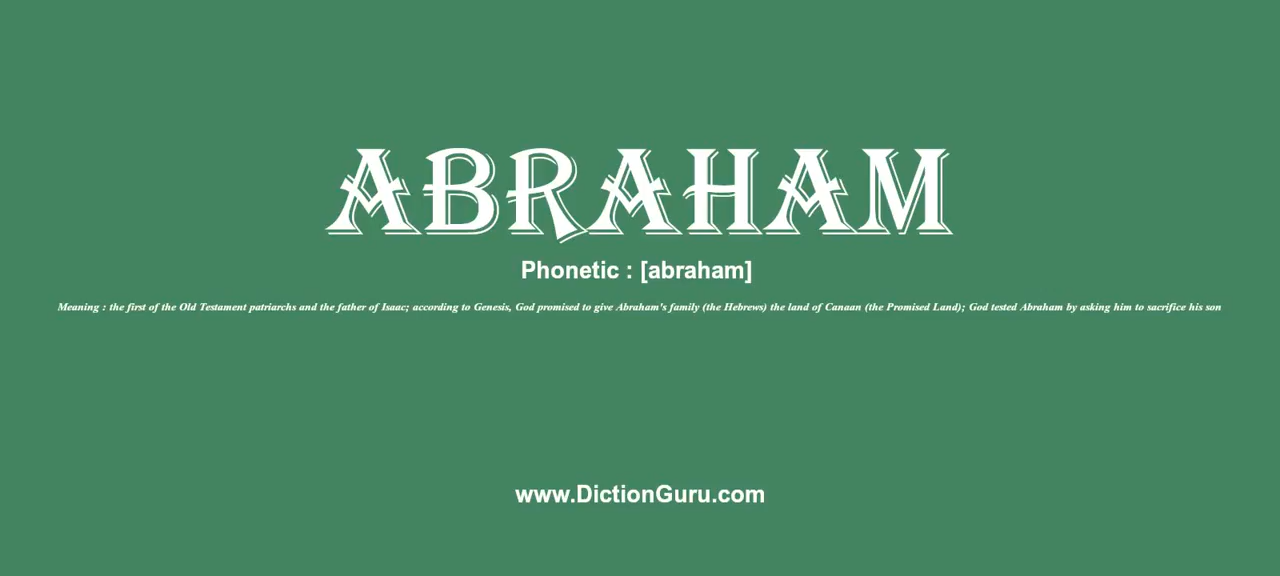 ABRAHAM
Phonetic : [abraham]
Meaning : the first of the Old Testament patriarchs and the father of Isaac; according to Genesis, God promised to give Abraham's family (the Hebrews) the land of Canaan (the Promised Land); God tested Abraham by asking him to sacrifice his son
www.DictionGuru.com